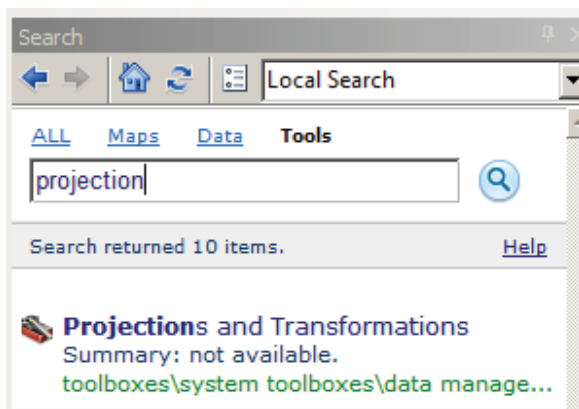 Search
Local Search
ALL Maps Data Tools
projection
Search returned 10 items. Help
Projections and Transformations
Summary: not available.
toolboxes\system toolboxes\data manage...